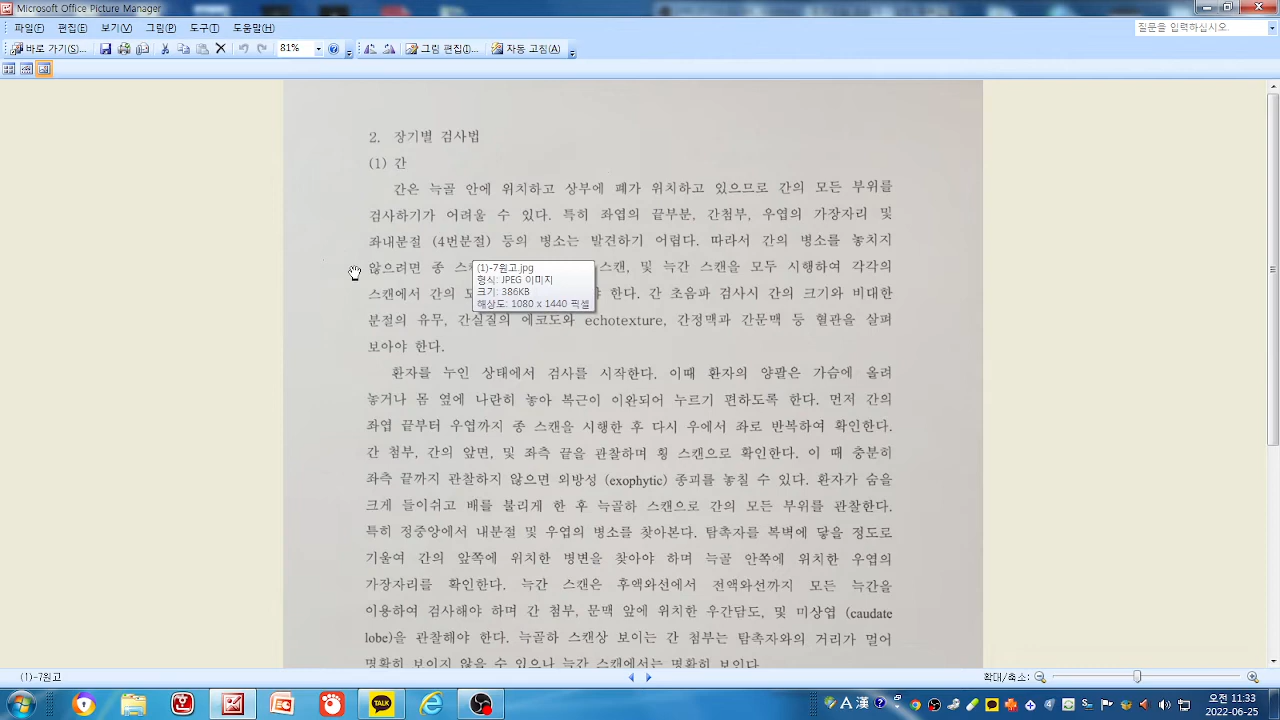 Microsoft Office Picture Manager
파일(F) 편집(E) 보기(V) 그림(P) 도구(T) 도움말(H)
질문을 입력하십시오.
바로 가기(S)... 81% 그림 편집(D)... 자동 고침(A)
2. 장기별 검사법
(1) 간
간은 늑골 안에 위치하고 상부에 폐가 위치하고 있으므로 간의 모든 부위를
검사하기가 어려울 수 있다. 특히 좌엽의 끝부분, 간첨부, 우엽의 가장자리 및
좌내분절 (4번분절) 등의 병소는 발견하기 어렵다. 따라서 간의 병소를 놓치지
않으려면 종 스 스캔, 및 늑간 스캔을 모두 시행하여 각각의
(1)-7원고.jpg
형식: JPEG 이미지
크기: 386KB
해상도: 1080 x 1440 픽셀
스캔에서 간의 한다. 간 초음파 검사시 간의 크기와 비대한
분절의 유무, 간실질의 에코도와 echotexture, 간정맥과 간문맥 등 혈관을 살펴
보아야 한다.
환자를 누인 상태에서 검사를 시작한다. 이때 환자의 양팔은 가슴에 올려
놓거나 몸 옆에 나란히 놓아 복근이 이완되어 누르기 편하도록 한다. 먼저 간의
좌엽 끝부터 우엽까지 종 스캔을 시행한 후 다시 우에서 좌로 반복하여 확인한다.
간 첨부, 간의 앞면, 및 좌측 끝을 관찰하며 횡 스캔으로 확인한다. 이 때 충분히
좌측 끝까지 관찰하지 않으면 외방성 (exophytic) 종괴를 놓칠 수 있다. 환자가 숨을
크게 들이쉬고 배를 불리게 한 후 늑골하 스캔으로 간의 모든 부위를 관찰한다.
특히 정중앙에서 내분절 및 우엽의 병소를 찾아본다. 탐촉자를 복벽에 닿을 정도로
기울여 간의 앞쪽에 위치한 병변을 찾아야 하며 늑골 안쪽에 위치한 우엽의
가장자리를 확인한다. 늑간 스캔은 후액와선에서 전액와선까지 모든 늑간을
이용하여 검사해야 하며 간 첨부, 문맥 앞에 위치한 우간담도, 및 미상엽 (caudate
lobe)을 관찰해야 한다. 늑골하 스캔상 보이는 간 첨부는 탐촉자와의 거리가 멀어
명확히 보이지 않을 수 있으나 늑간 스캔에서는 명확히 보인다.
(1)-7원고
확대/축소:
TALK
A 漢
오전 11:33
2022-06-25